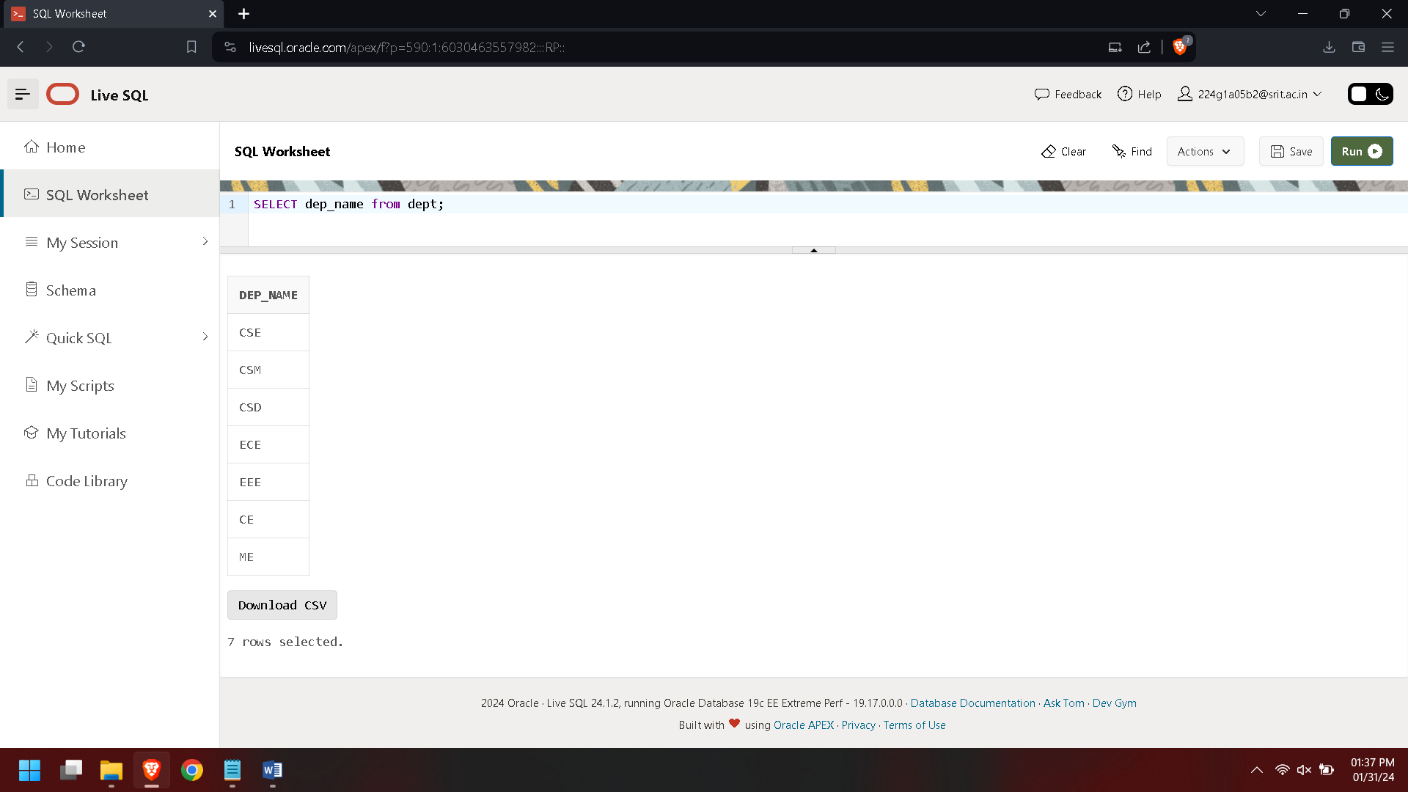 SQL Worksheet
livesql.oracle.com/apex/f?p=590:1:6030463557982:::RP::
2
Live SQL
Feedback
Help
224g1a05b2@srit.ac.in
Home
SQL Worksheet
My Session
Schema
Quick SQL
My Scripts
My Tutorials
Code Library
SQL Worksheet
Clear
Find
Actions
Save
Run
1 SELECT dep_name from dept;
DEP_NAME
CSE
CSM
CSD
ECE
EEE
CE
ME
Download CSV
7 rows selected.
2024 Oracle · Live SQL 24.1.2, running Oracle Database 19c EE Extreme Perf - 19.17.0.0.0 · Database Documentation · Ask Tom · Dev Gym
Built with ❤ using Oracle APEX · Privacy · Terms of Use
01:37 PM
01/31/24